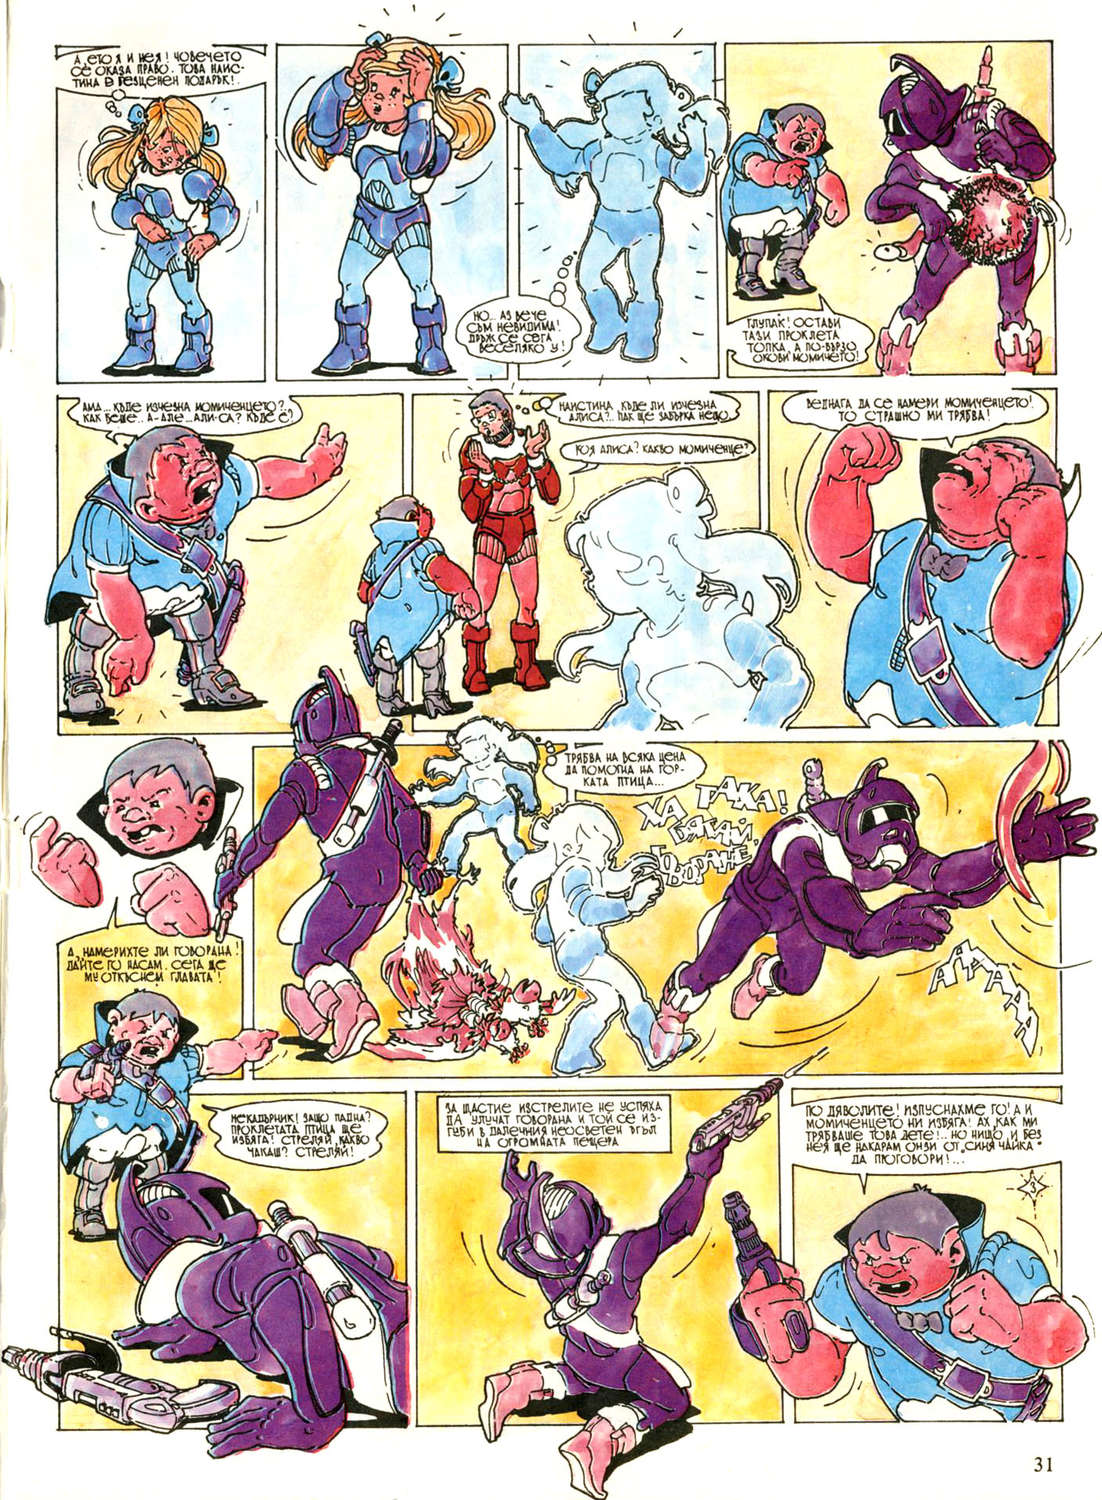 А, ЕТО Я И НЕЯ! ЧОВЕЧЕТО
СЕ ОКАЗА ПРАВО. ТОВА НАИС-
ТИНА Е БЕЗЦЕНЕН ПОДАРЪК!
НО... АЗ ВЕЧЕ
СЪМ НЕВИДИМА!
ДРЪЖ СЕ СЕГА,
ВЕСЕЛЯКО У!
ГЛУПАК! ОСТАВИ
ТАЗИ ПРОКЛЕТА
ТОПКА, А ПО-БЪРЗО
ОКОВИ МОМИЧЕТО!
АМА... КЪДЕ ИЗЧЕЗНА МОМИЧЕНЦЕТО?
КАК БЕШЕ... А-АЛЕ... АЛИ-СА? КЪДЕ Е?
НАИСТИНА, КЪДЕ ЛИ ИЗЧЕЗНА
АЛИСА?.. ПАК ЩЕ ЗАБЪРКА НЕЩО...
КОЯ АЛИСА? КАКВО МОМИЧЕНЦЕ?
ВЕДНАГА ДА СЕ НАМЕРИ МОМИЧЕНЦЕТО!
ТО СТРАШНО МИ ТРЯБВА!
А, НАМЕРИХТЕ ЛИ ГОВОРАНА!
ДАЙТЕ ГО НАСАМ. СЕГА ЩЕ
МУ ОТКЪСНЕМ ГЛАВАТА!
ТРЯБВА НА ВСЯКА ЦЕНА
ДА ПОМОГНА НА ГОР-
КАТА ПТИЦА...
ХА ТАКА!
БЯГАЙ,
ГОВОРАНЕ,
АААААА!
НЕКАДЪРНИК! ЗАЩО ПАДНА?
ПРОКЛЕТАТА ПТИЦА ЩЕ
ИЗБЯГА! СТРЕЛЯЙ, КАКВО
ЧАКАШ? СТРЕЛЯЙ!
ЗА ЩАСТИЕ ИЗСТРЕЛИТЕ НЕ УСПЯХА
ДА УЛУЧАТ ГОВОРАНА И ТОЙ СЕ ИЗ-
ГУБИ В ДАЛЕЧНИЯ НЕОСВЕТЕН ЪГЪЛ
НА ОГРОМНАТА ПЕЩЕРА
ПО ДЯВОЛИТЕ! ИЗПУСНАХМЕ ГО! А И
МОМИЧЕНЦЕТО НИ ИЗБЯГА! АХ, КАК МИ
ТРЯБВАШЕ ТОВА ДЕТЕ!... НО НИЩО, И БЕЗ
НЕЯ ЩЕ НАКАРАМ ОНЗИ ОТ „СИНЯ ЧАЙКА“
ДА ПРОГОВОРИ!...
3
31